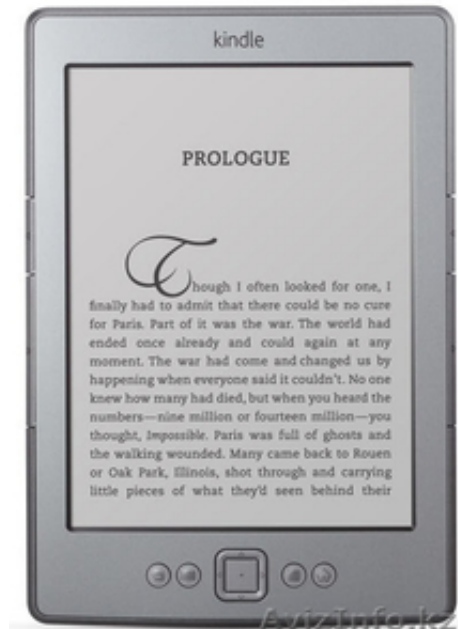 kindle
PROLOGUE
Though I often looked for one, I
finally had to admit that there could be no cure
for Paris. Part of it was the war. The world had
ended once already and could again at any
moment. The war had come and changed us by
happening when everyone said it couldn't. No one
knew how many had died, but when you heard the
numbers—nine million or fourteen million—you
thought, Impossible. Paris was full of ghosts and
the walking wounded. Many came back to Rouen
or Oak Park, Illinois, shot through and carrying
little pieces of what they'd seen behind their
AvizInfo.kz